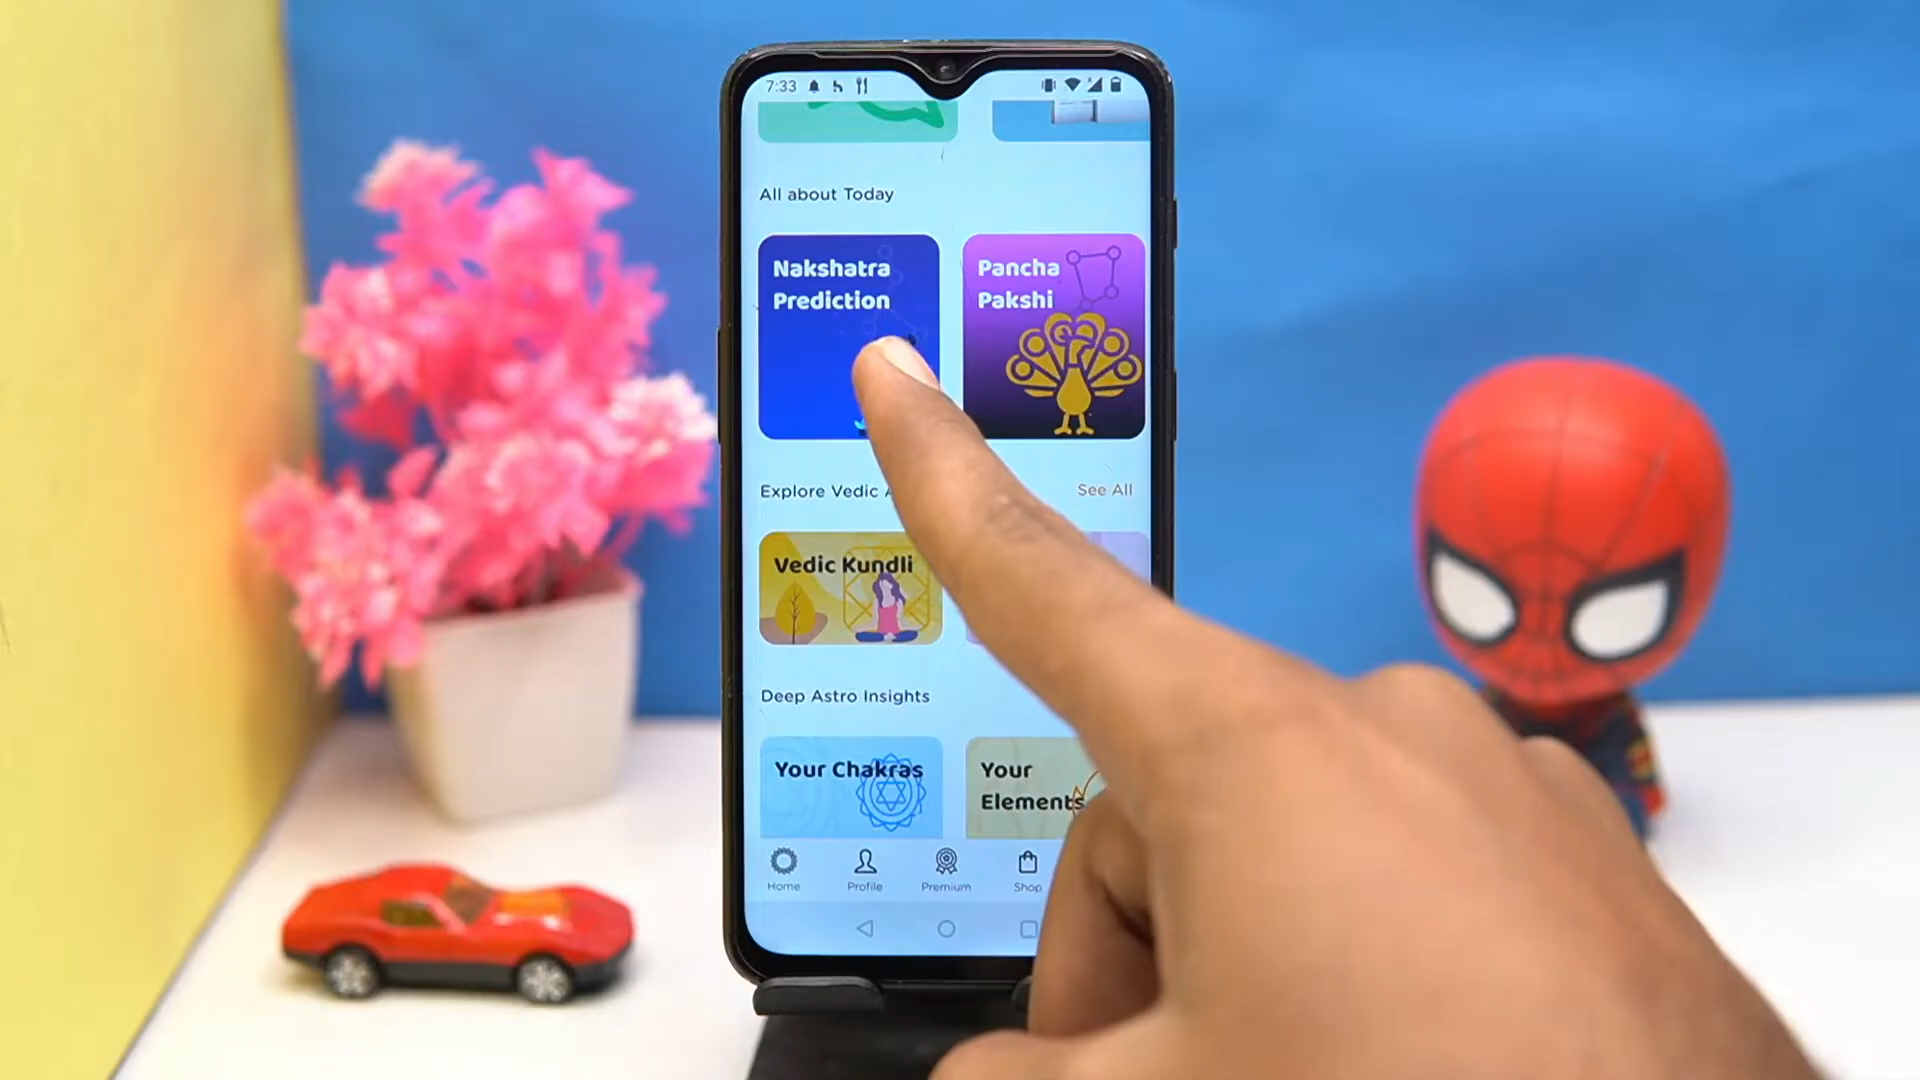 7:33
All about Today
Nakshatra
Prediction
Pancha
Pakshi
Explore Vedic
See All
Vedic Kundli
Deep Astro Insights
Your Chakras
Your
Elements
Home
Profile
Premium
Shop